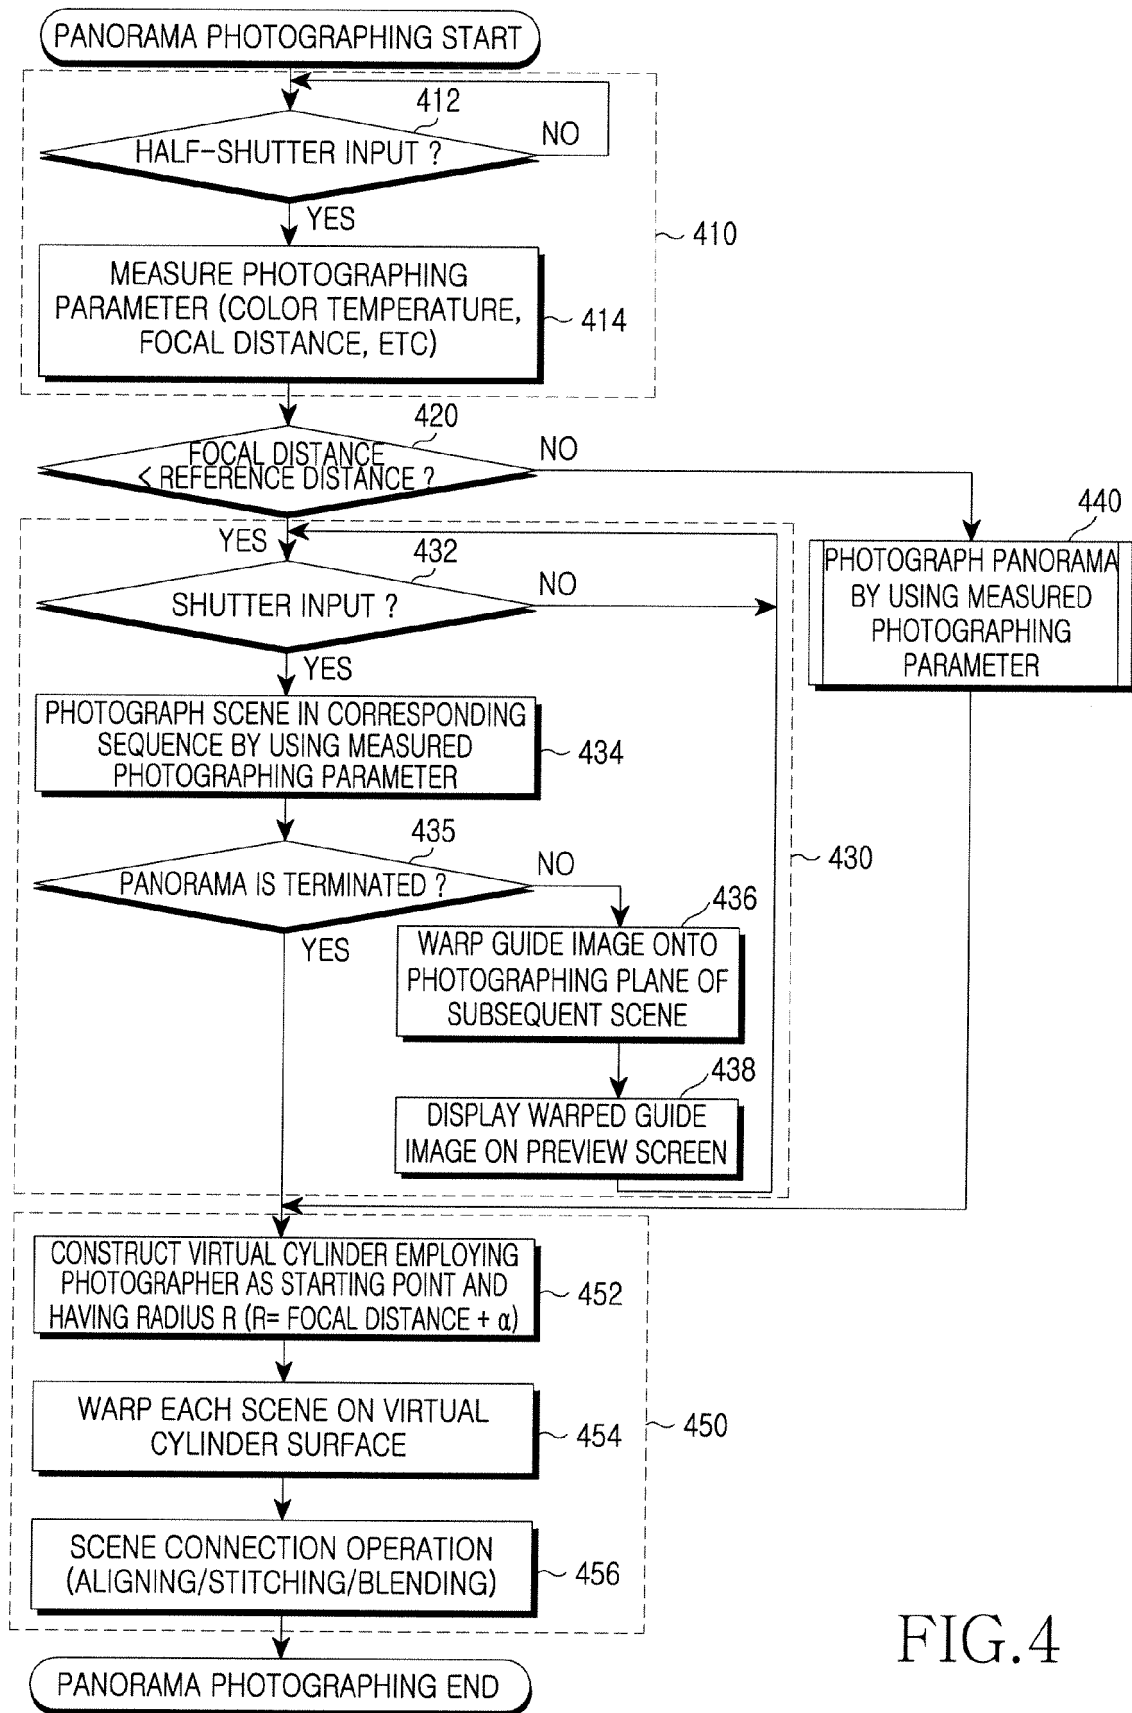 PANORAMA PHOTOGRAPHING START
412
HALF-SHUTTER INPUT ?
NO
YES
410
MEASURE PHOTOGRAPHING
PARAMETER (COLOR TEMPERATURE,
FOCAL DISTANCE, ETC)
414
420
FOCAL DISTANCE
< REFERENCE DISTANCE ?
NO
YES
440
PHOTOGRAPH PANORAMA
BY USING MEASURED
PHOTOGRAPHING
PARAMETER
432
SHUTTER INPUT ?
NO
YES
PHOTOGRAPH SCENE IN CORRESPONDING
SEQUENCE BY USING MEASURED
PHOTOGRAPHING PARAMETER
434
435
PANORAMA IS TERMINATED ?
NO
YES
430
436
WARP GUIDE IMAGE ONTO
PHOTOGRAPHING PLANE OF
SUBSEQUENT SCENE
438
DISPLAY WARPED GUIDE
IMAGE ON PREVIEW SCREEN
CONSTRUCT VIRTUAL CYLINDER EMPLOYING
PHOTOGRAPHER AS STARTING POINT AND
HAVING RADIUS R (R= FOCAL DISTANCE + α)
452
WARP EACH SCENE ON VIRTUAL
CYLINDER SURFACE
454
450
SCENE CONNECTION OPERATION
(ALIGNING/STITCHING/BLENDING)
456
PANORAMA PHOTOGRAPHING END
FIG.4